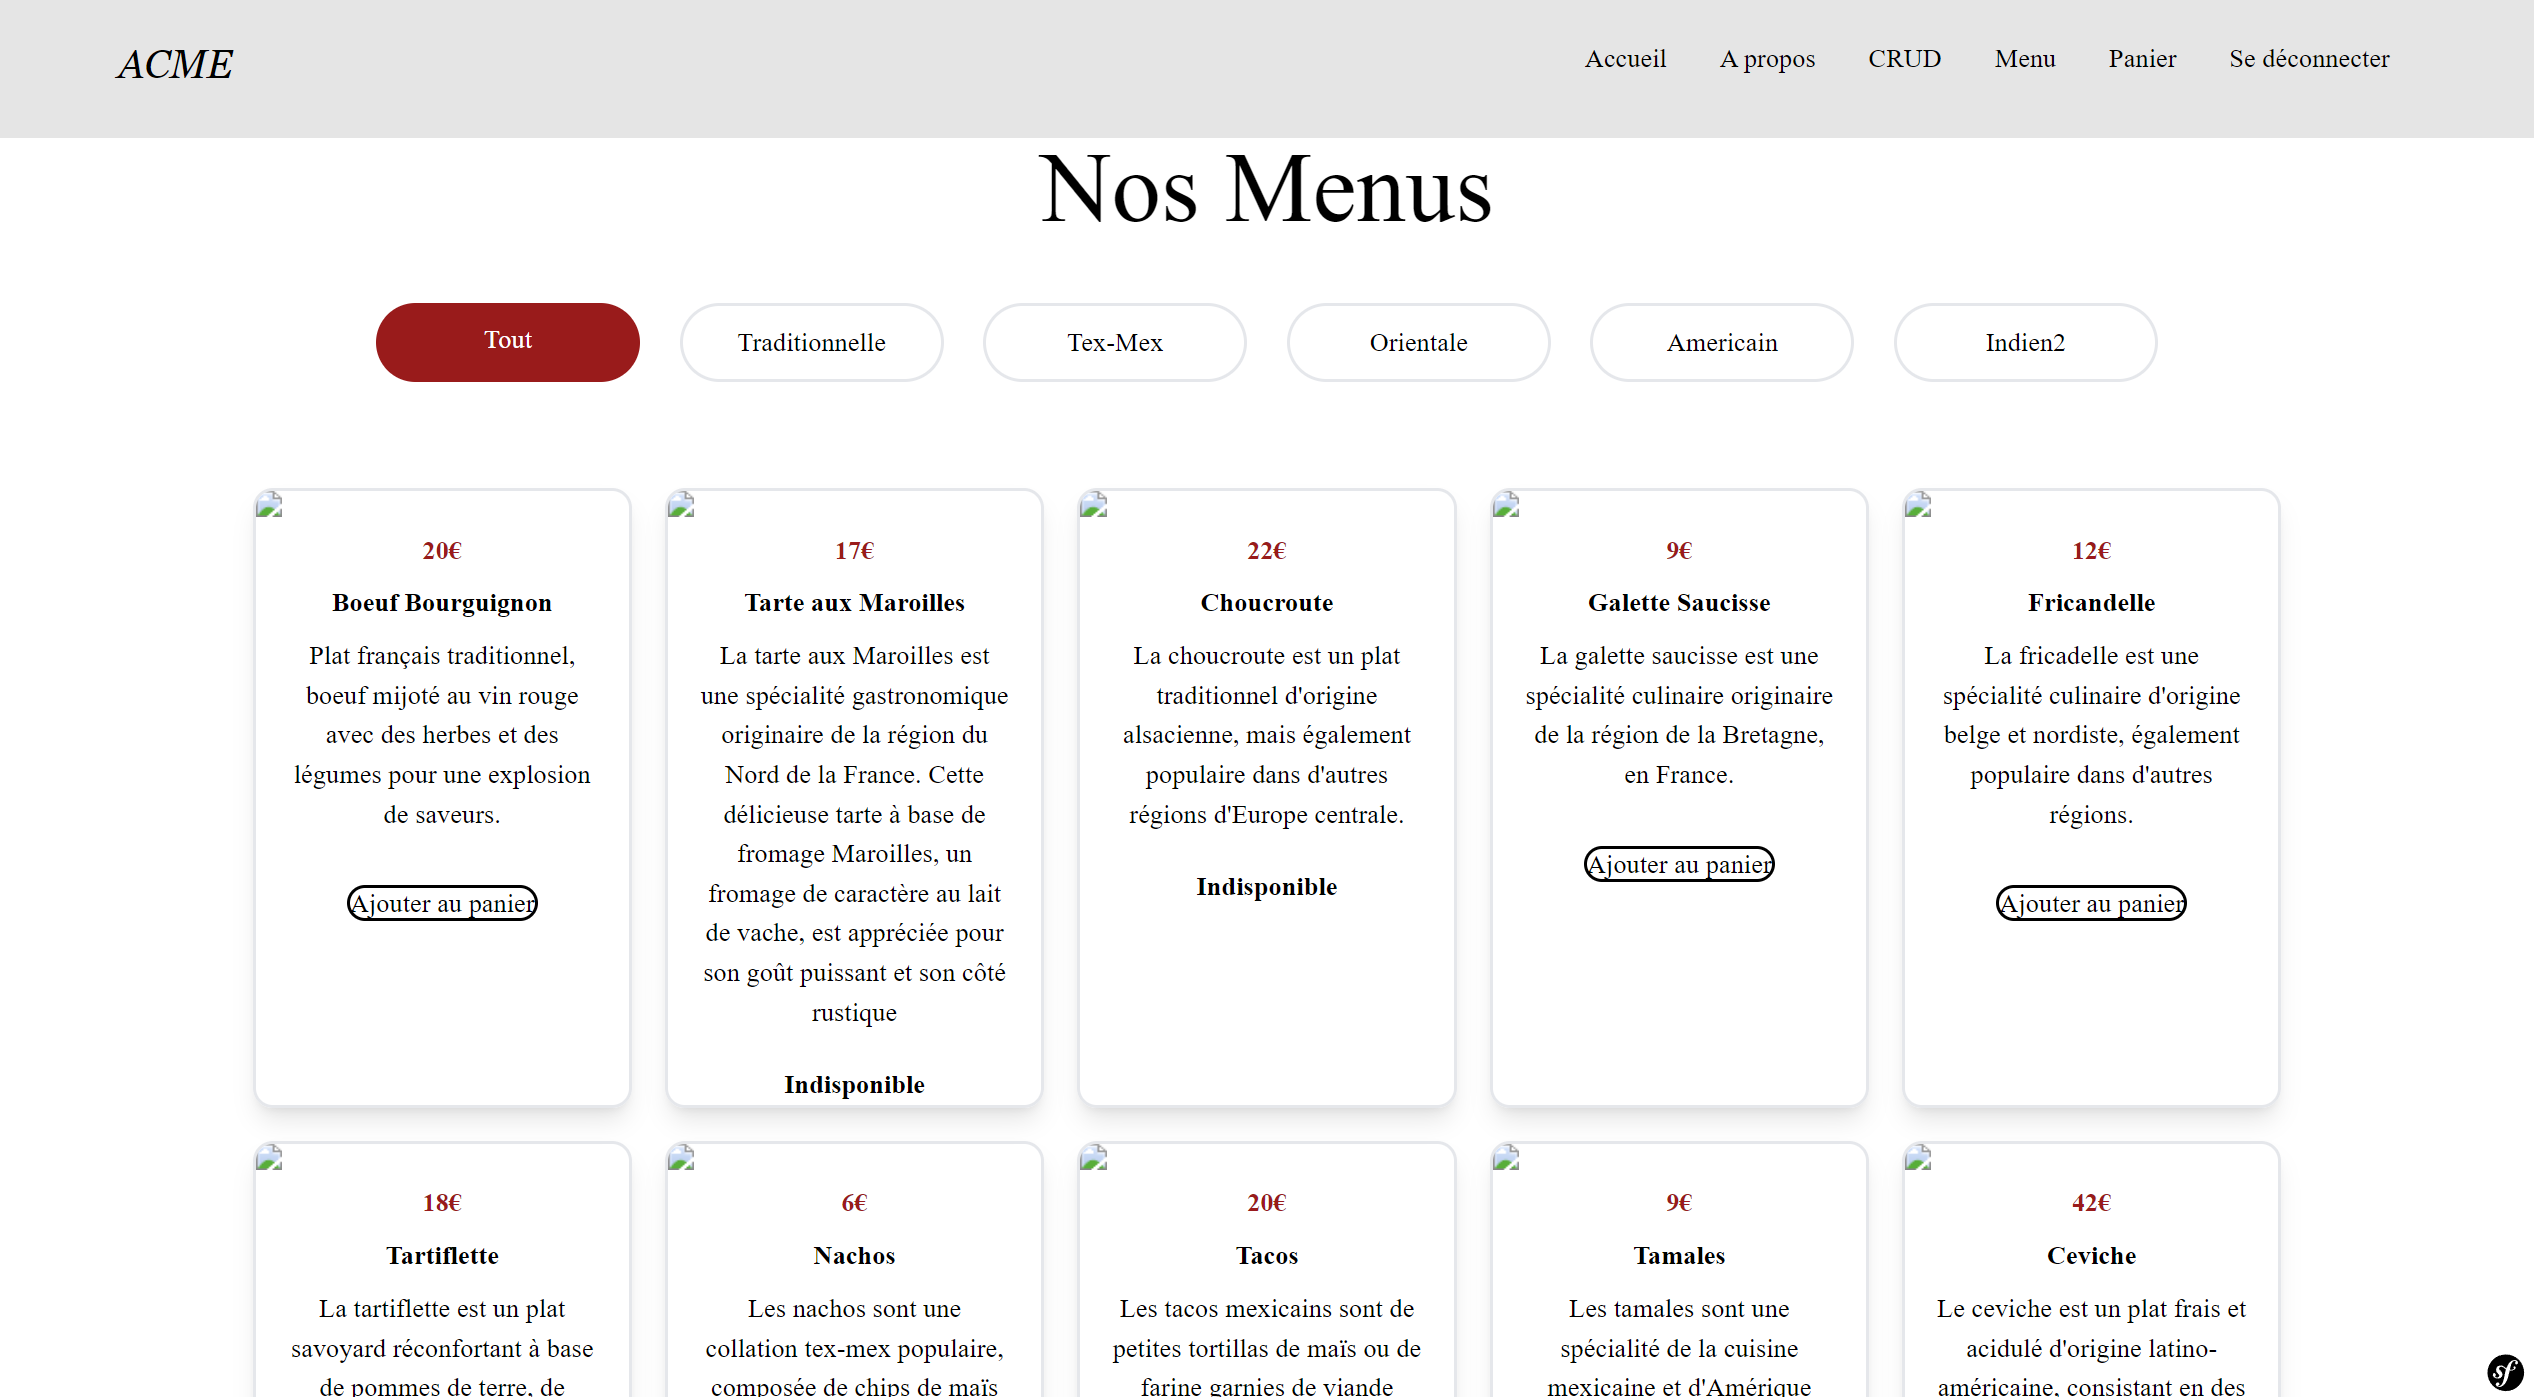 ACME
Accueil A propos CRUD Menu Panier Se déconnecter
Nos Menus
Tout Traditionnelle Tex-Mex Orientale Americain Indien2
20€
Boeuf Bourguignon
Plat français traditionnel,
boeuf mijoté au vin rouge
avec des herbes et des
légumes pour une explosion
de saveurs.
Ajouter au panier
17€
Tarte aux Maroilles
La tarte aux Maroilles est
une spécialité gastronomique
originaire de la région du
Nord de la France. Cette
délicieuse tarte à base de
fromage Maroilles, un
fromage de caractère au lait
de vache, est appréciée pour
son goût puissant et son côté
rustique
Indisponible
22€
Choucroute
La choucroute est un plat
traditionnel d'origine
alsacienne, mais également
populaire dans d'autres
régions d'Europe centrale.
Indisponible
9€
Galette Saucisse
La galette saucisse est une
spécialité culinaire originaire
de la région de la Bretagne,
en France.
Ajouter au panier
12€
Fricandelle
La fricadelle est une
spécialité culinaire d'origine
belge et nordiste, également
populaire dans d'autres
régions.
Ajouter au panier
18€
Tartiflette
La tartiflette est un plat
savoyard réconfortant à base
de pommes de terre, de
6€
Nachos
Les nachos sont une
collation tex-mex populaire,
composée de chips de maïs
20€
Tacos
Les tacos mexicains sont de
petites tortillas de maïs ou de
farine garnies de viande
9€
Tamales
Les tamales sont une
spécialité de la cuisine
mexicaine et d'Amérique
42€
Ceviche
Le ceviche est un plat frais et
acidulé d'origine latino-
américaine, consistant en des
sf